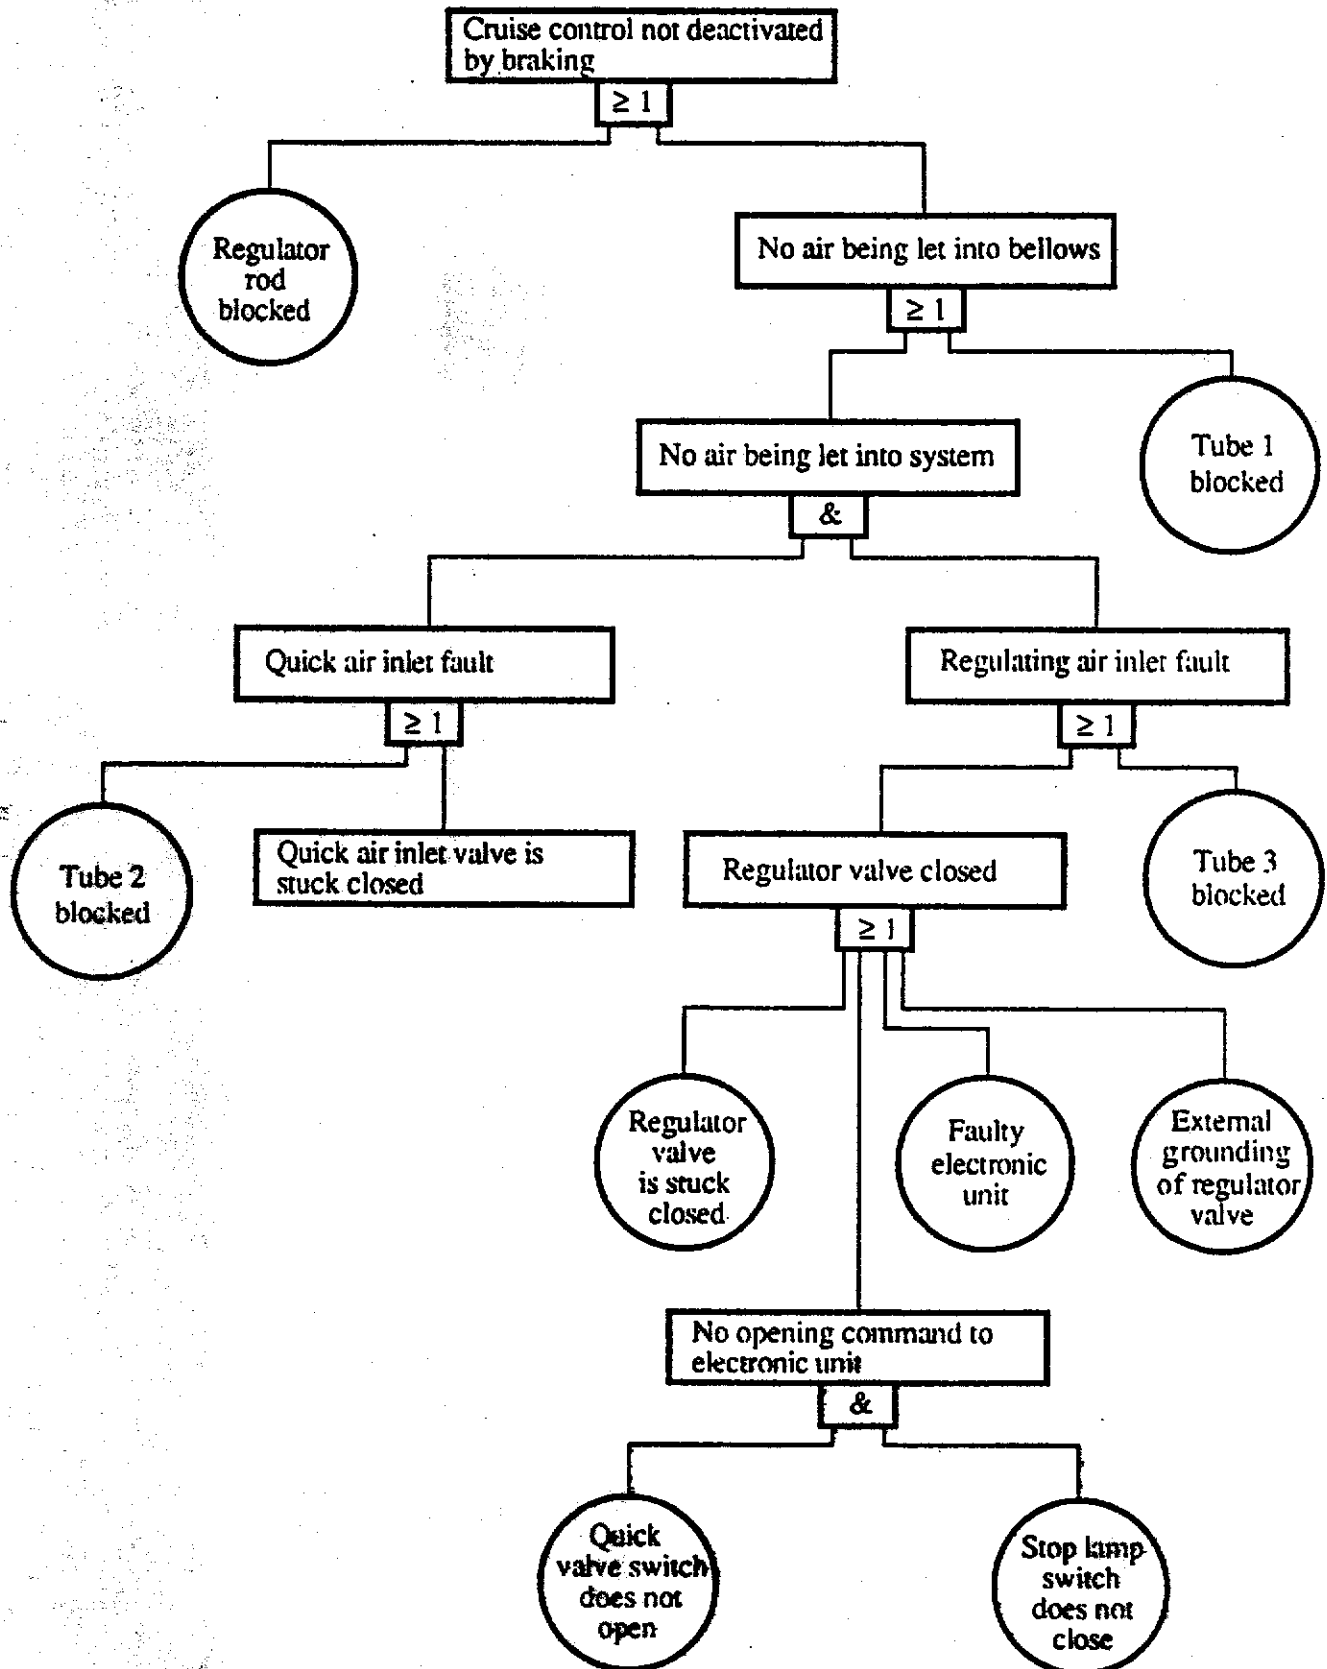 Cruise control not deactivated
by braking
≥ 1
Regulator
rod
blocked
No air being let into bellows
≥ 1
No air being let into system
&
Tube 1
blocked
Quick air inlet fault
≥ 1
Regulating air inlet fault
≥ 1
Tube 2
blocked
Quick air inlet valve is
stuck closed
Regulator valve closed
≥ 1
Tube 3
blocked
Regulator
valve
is stuck
closed
Faulty
electronic
unit
External
grounding
of regulator
valve
No opening command to
electronic unit
&
Quick
valve switch
does not
open
Stop lamp
switch
does not
close